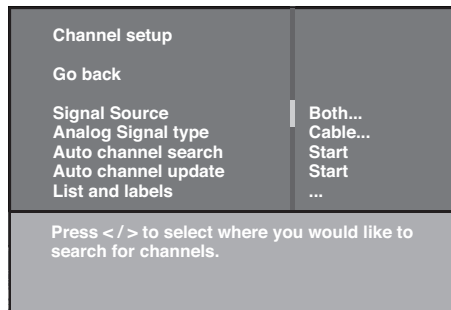 Channel setup
Go back
Signal Source Both...
Analog Signal type Cable...
Auto channel search Start
Auto channel update Start
List and labels ...
Press < / > to select where you would like to
search for channels.